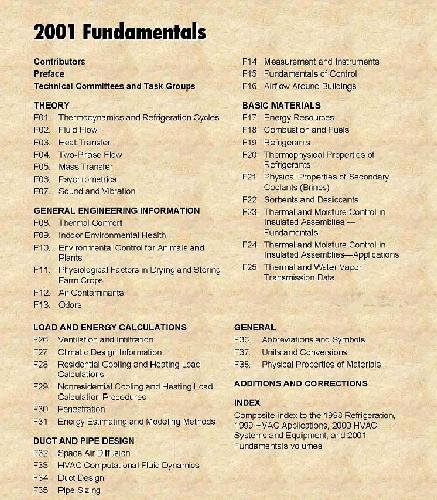 2001 Fundamentals
Contributors
Preface
Technical Committees and Task Groups
THEORY
F01. Thermodynamics and Refrigeration Cycles
F02. Fluid Flow
F03. Heat Transfer
F04. Two-Phase Flow
F05. Mass Transfer
F06. Psychrometrics
F07. Sound and Vibration
GENERAL ENGINEERING INFORMATION
F08. Thermal Comfort
F09. Indoor Environmental Health
F10. Environmental Control for Animals and
Plants
F11. Physiological Factors in Drying and Storing
Farm Crops
F12. Air Contaminants
F13. Odors
F14 Measurement and Instruments
F15 Fundamentals of Control
F16 Airflow Around Buildings
BASIC MATERIALS
F17 Energy Resources
F18 Combustion and Fuels
F19 Refrigerants
F20 Thermophysical Properties of
Refrigerants
F21 Physical Properties of Secondary
Coolants (Brines)
F22 Sorbents and Desiccants
F23 Thermal and Moisture Control in
Insulated Assemblies—
Fundamentals
F24 Thermal and Moisture Control in
Insulated Assemblies—Applications
F25 Thermal and Water Vapor
Transmission Data
LOAD AND ENERGY CALCULATIONS
F26 Ventilation and Infiltration
F27 Climatic Design Information
F28 Residential Cooling and Heating Load
Calculations
F29 Nonresidential Cooling and Heating Load
Calculation Procedures
F30 Fenestration
F31 Energy Estimating and Modeling Methods
DUCT AND PIPE DESIGN
F32 Space Air Diffusion
F33 HVAC Computational Fluid Dynamics
F34 Duct Design
F35 Pipe Sizing
GENERAL
F36. Abbreviations and Symbols
F37. Units and Conversions
F38. Physical Properties of Materials
ADDITIONS AND CORRECTIONS
INDEX
Composite index to the 1998 Refrigeration,
1999 HVAC Applications, 2000 HVAC
Systems and Equipment, and 2001
Fundamentals volumes